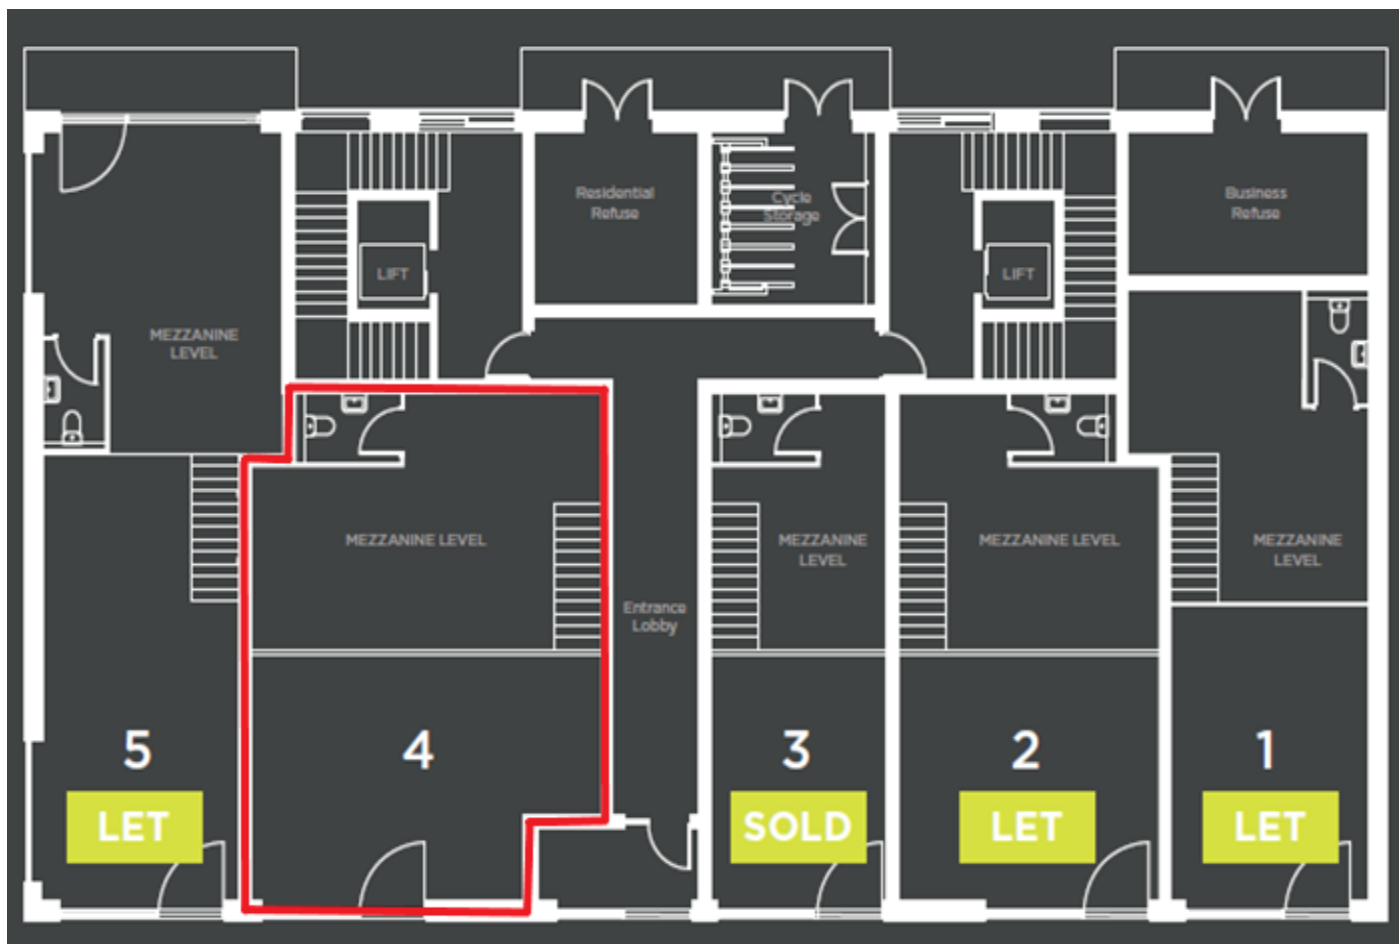 Residential
Refuse
Cycle
Storage
Business
Refuse
LIFT
LIFT
MEZZANINE
LEVEL
MEZZANINE LEVEL
MEZZANINE
LEVEL
MEZZANINE LEVEL
MEZZANINE
LEVEL
Entrance
Lobby
5
LET
4
3
SOLD
2
LET
1
LET